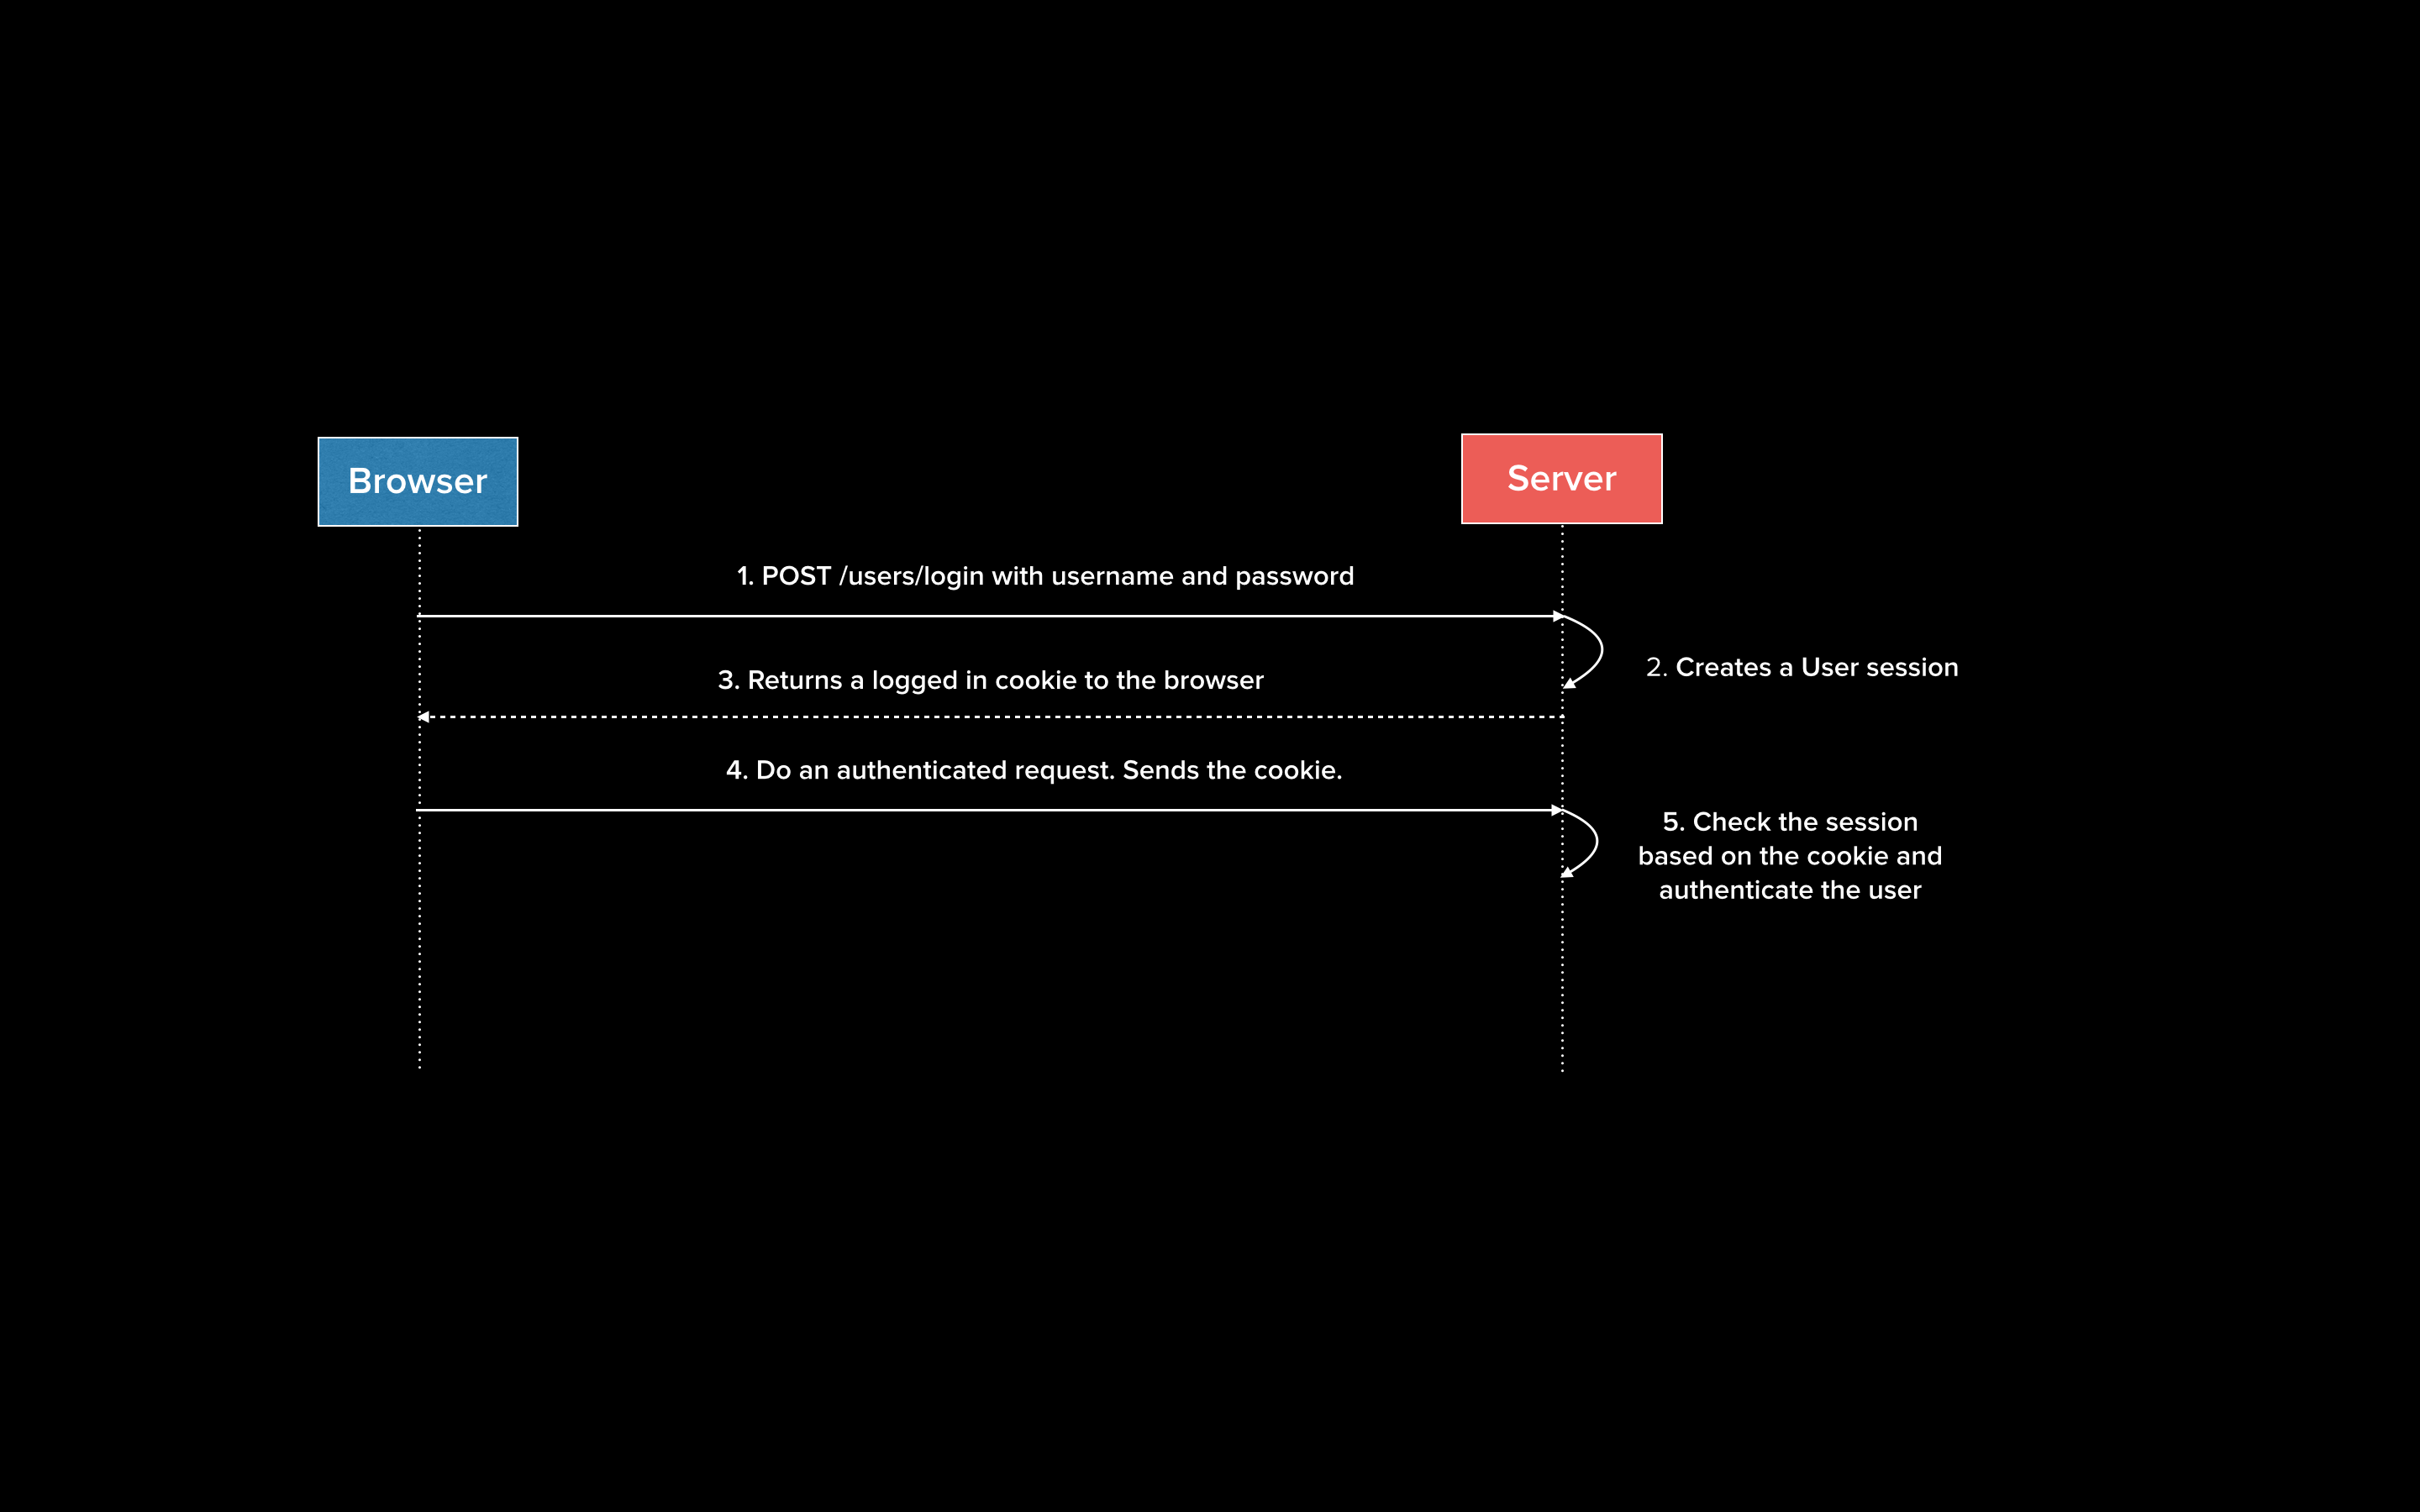 Browser
Server
1. POST /users/login with username and password
2. Creates a User session
3. Returns a logged in cookie to the browser
4. Do an authenticated request. Sends the cookie.
5. Check the session
based on the cookie and
authenticate the user